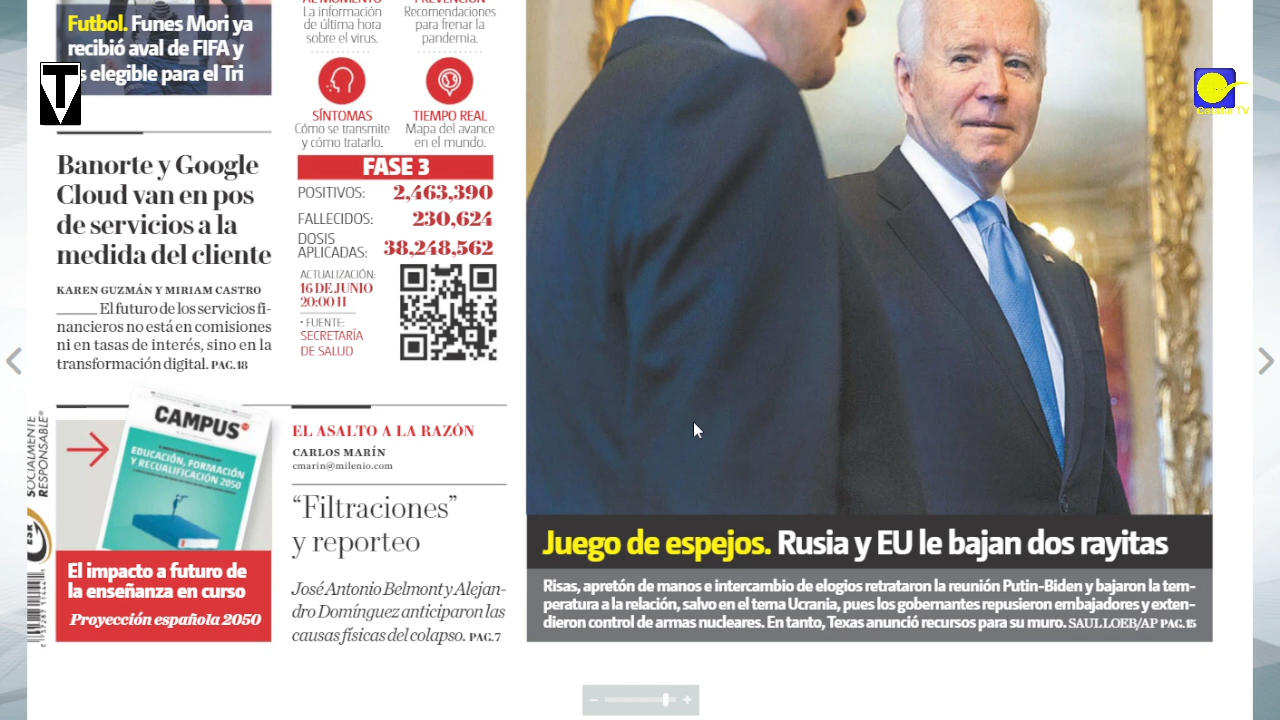 Futbol. Funes Mori ya
recibió aval de FIFA y
elegible para el Tri
T
Banorte y Google
Cloud van en pos
de servicios a la
medida del cliente
KAREN GUZMÁN Y MIRIAM CASTRO
El futuro de los servicios fi-
nancieros no está en comisiones
ni en tasas de interés, sino en la
transformación digital. PAG. 18
SOCIALMENTE
RESPONSABLE®
ESR
CAMPUS
EDUCACIÓN, FORMACIÓN
Y RECUALIFICACIÓN 2050
El impacto a futuro de
la enseñanza en curso
Proyección española 2050
La información
de última hora
sobre el virus.
PREVENCIÓN
Recomendaciones
para frenar la
pandemia.
SÍNTOMAS
Cómo se transmite
y cómo tratarlo.
TIEMPO REAL
Mapa del avance
en el mundo.
FASE 3
POSITIVOS: 2,463,390
FALLECIDOS: 230,624
DOSIS
APLICADAS: 38,248,562
ACTUALIZACIÓN:
16 DE JUNIO
20:00 H
• FUENTE:
SECRETARÍA
DE SALUD
EL ASALTO A LA RAZÓN
CARLOS MARÍN
cmarin@milenio.com
“Filtraciones”
y reporteo
José Antonio Belmont y Alejan-
dro Domínguez anticiparon las
causas físicas del colapso. PAG. 7
Juego de espejos. Rusia y EU le bajan dos rayitas
Risas, apretón de manos e intercambio de elogios retrataron la reunión Putin-Biden y bajaron la tem-
peratura a la relación, salvo en el tema Ucrania, pues los gobernantes repusieron embajadores y exten-
dieron control de armas nucleares. En tanto, Texas anunció recursos para su muro. SAUL LOEB/AP PAG. 15